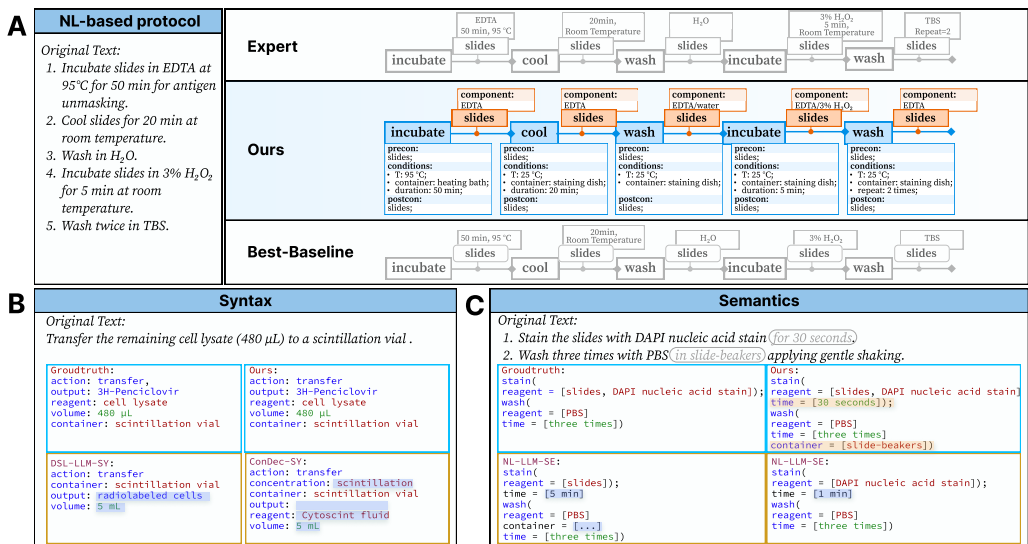 A
NL-based protocol
Original Text:
1. Incubate slides in EDTA at
95°C for 50 min for antigen
unmasking.
2. Cool slides for 20 min at
room temperature.
3. Wash in H₂O.
4. Incubate slides in 3% H₂O₂
for 5 min at room
temperature.
5. Wash twice in TBS.
Expert
EDTA
50 min, 95 °C
20min,
Room Temperature
H₂O
3% H₂O₂
5 min,
Room Temperature
TBS
Repeat=2
slides slides slides slides slides
incubate cool wash incubate wash
Ours
component:
EDTA
component:
EDTA
component:
EDTA/water
component:
EDTA/3% H₂O₂
component:
EDTA
slides slides slides slides slides
incubate cool wash incubate wash
precon:
slides;
conditions:
• T: 95 °C;
• container: heating bath;
• duration: 50 min;
postcon:
slides;
precon:
slides;
conditions:
• T: 25 °C;
• container: staining dish;
• duration: 20 min;
postcon:
slides;
precon:
slides;
conditions:
• T: 25 °C;
• container: staining dish;
postcon:
slides;
precon:
slides;
conditions:
• T: 25 °C;
• container: staining dish;
• duration: 5 min;
postcon:
slides;
precon:
slides;
conditions:
• T: 25 °C;
• container: staining dish;
• repeat: 2 times;
postcon:
slides;
Best-Baseline
50 min, 95 °C
20min,
Room Temperature
H₂O
3% H₂O₂
TBS
slides slides slides slides slides
incubate cool wash incubate wash
B
Syntax
Original Text:
Transfer the remaining cell lysate (480 μL) to a scintillation vial .
Groudtruth:
action: transfer,
output: 3H-Penciclovir
reagent: cell lysate
volume: 480 μL
container: scintillation vial
Ours:
action: transfer
output: 3H-Penciclovir
reagent: cell lysate
volume: 480 μL
container: scintillation vial
DSL-LLM-SY:
action: transfer
container: scintillation vial
output: radiolabeled cells
volume: 5 mL
ConDec-SY:
action: transfer
concentration: scintillation
container: scintillation vial
output:
reagent: Cytoscint fluid
volume: 5 mL
C
Semantics
Original Text:
1. Stain the slides with DAPI nucleic acid stain for 30 seconds.
2. Wash three times with PBS in slide-beakers applying gentle shaking.
Groudtruth:
stain(
reagent = [slides, DAPI nucleic acid stain]);
wash(
reagent = [PBS]
time = [three times])
Ours:
stain(
reagent = [slides, DAPI nucleic acid stain]
time = [30 seconds]);
wash(
reagent = [PBS]
time = [three times]
container = [slide-beakers])
NL-LLM-SE:
stain(
reagent = [slides]);
time = [5 min]
wash(
reagent = [PBS]
container = [...]
time = [three times])
NL-LLM-SE:
stain(
reagent = [DAPI nucleic acid stain]);
time = [1 min]
wash(
reagent = [PBS]
time = [three times])